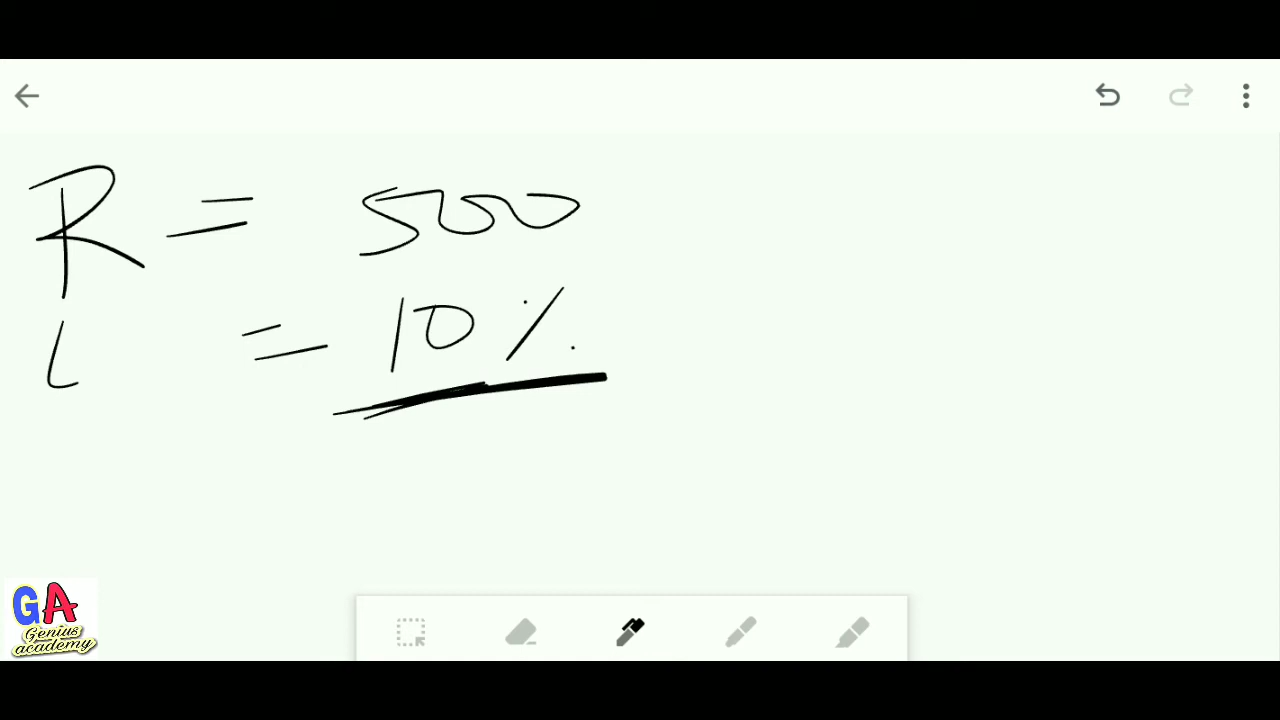 R = 500
i = 10%
GA
Genius
academy